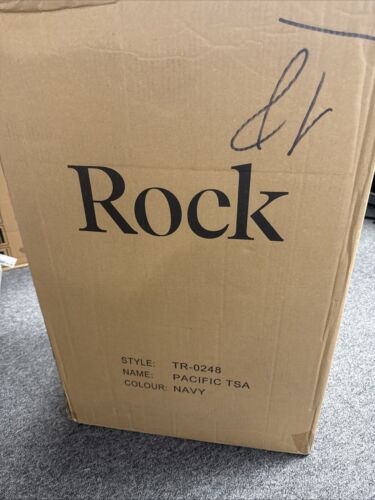 Rock
STYLE: TR-0248
NAME: PACIFIC TSA
COLOUR: NAVY